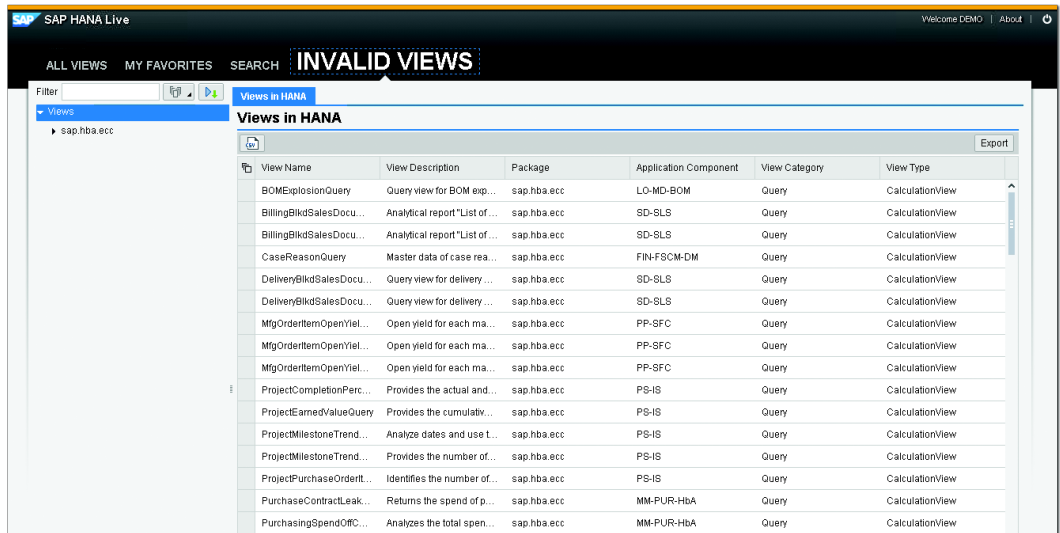 SAP SAP HANA Live Welcome DEMO | About |
ALL VIEWS MY FAVORITES SEARCH INVALID VIEWS
Filter
Views in HANA
Views
sap.hba.ecc
Views in HANA
Export
View Name View Description Package Application Component View Category View Type
BOMExplosionQuery Query view for BOM exp... sap.hba.ecc LO-MD-BOM Query CalculationView
BillingBlkdSalesDocu... Analytical report "List of ... sap.hba.ecc SD-SLS Query CalculationView
BillingBlkdSalesDocu... Analytical report "List of ... sap.hba.ecc SD-SLS Query CalculationView
CaseReasonQuery Master data of case rea... sap.hba.ecc FIN-FSCM-DM Query CalculationView
DeliveryBlkdSalesDocu... Query view for delivery ... sap.hba.ecc SD-SLS Query CalculationView
DeliveryBlkdSalesDocu... Query view for delivery ... sap.hba.ecc SD-SLS Query CalculationView
MfgOrderItemOpenYiel... Open yield for each ma... sap.hba.ecc PP-SFC Query CalculationView
MfgOrderItemOpenYiel... Open yield for each ma... sap.hba.ecc PP-SFC Query CalculationView
MfgOrderItemOpenYiel... Open yield for each ma... sap.hba.ecc PP-SFC Query CalculationView
ProjectCompletionPerc... Provides the actual and... sap.hba.ecc PS-IS Query CalculationView
ProjectEarnedValueQuery Provides the cumulativ... sap.hba.ecc PS-IS Query CalculationView
ProjectMilestoneTrend... Analyze dates and use t... sap.hba.ecc PS-IS Query CalculationView
ProjectMilestoneTrend... Provides the number of... sap.hba.ecc PS-IS Query CalculationView
ProjectPurchaseOrderIt... Identifies the number of... sap.hba.ecc PS-IS Query CalculationView
PurchaseContractLeak... Returns the spend of p... sap.hba.ecc MM-PUR-HbA Query CalculationView
PurchasingSpendOffC... Analyzes the total spen... sap.hba.ecc MM-PUR-HbA Query CalculationView